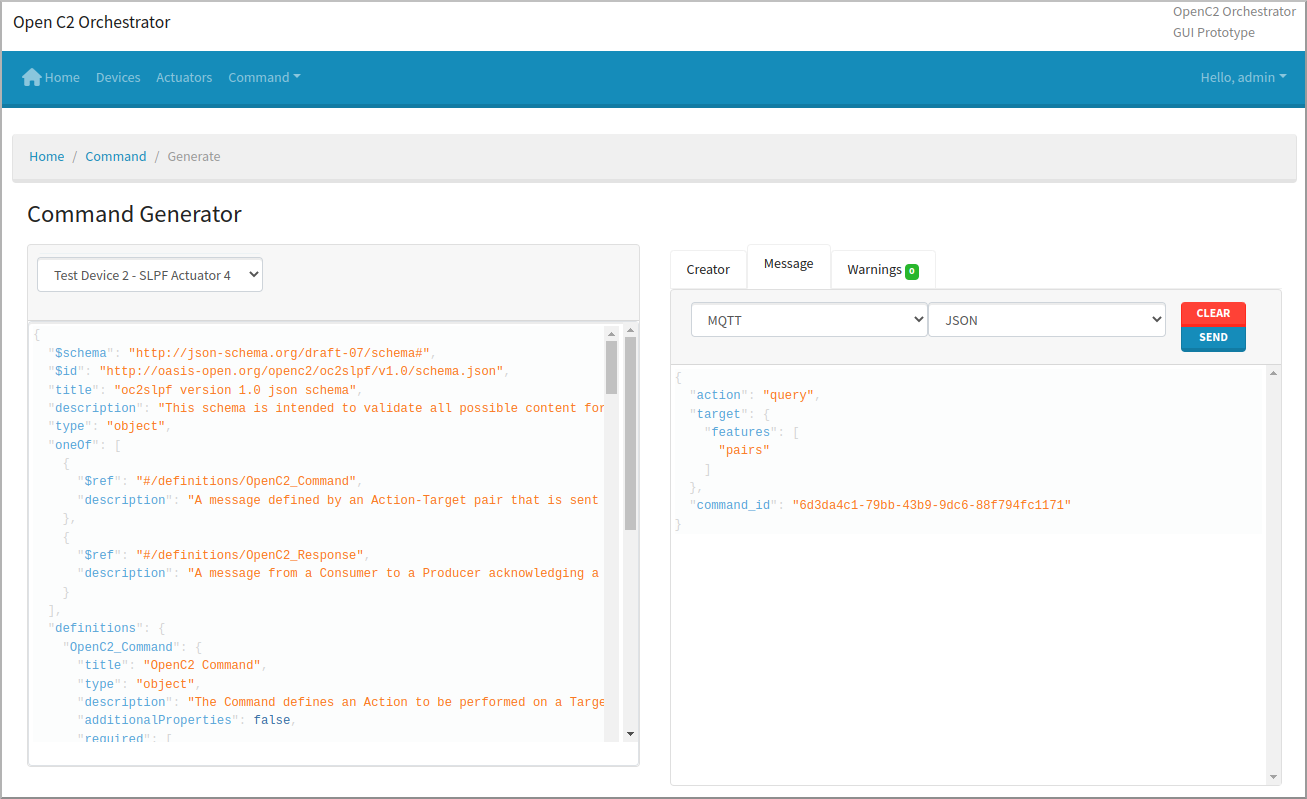 Open C2 Orchestrator
OpenC2 Orchestrator
GUI Prototype
Home Devices Actuators Command
Hello, admin
Home / Command / Generate
Command Generator
Test Device 2 - SLPF Actuator 4
{
"$schema": "http://json-schema.org/draft-07/schema#",
"$id": "http://oasis-open.org/openc2/oc2slpf/v1.0/schema.json",
"title": "oc2slpf version 1.0 json schema",
"description": "This schema is intended to validate all possible content for
"type": "object",
"oneOf": [
{
"$ref": "#/definitions/OpenC2_Command",
"description": "A message defined by an Action-Target pair that is sent
},
{
"$ref": "#/definitions/OpenC2_Response",
"description": "A message from a Consumer to a Producer acknowledging a
}
],
"definitions": {
"OpenC2_Command": {
"title": "OpenC2 Command",
"type": "object",
"description": "The Command defines an Action to be performed on a Targe
"additionalProperties": false,
"required": [
Creator Message Warnings 0
MQTT JSON
CLEAR
SEND
{
"action": "query",
"target": {
"features": [
"pairs"
]
},
"command_id": "6d3da4c1-79bb-43b9-9dc6-88f794fc1171"
}